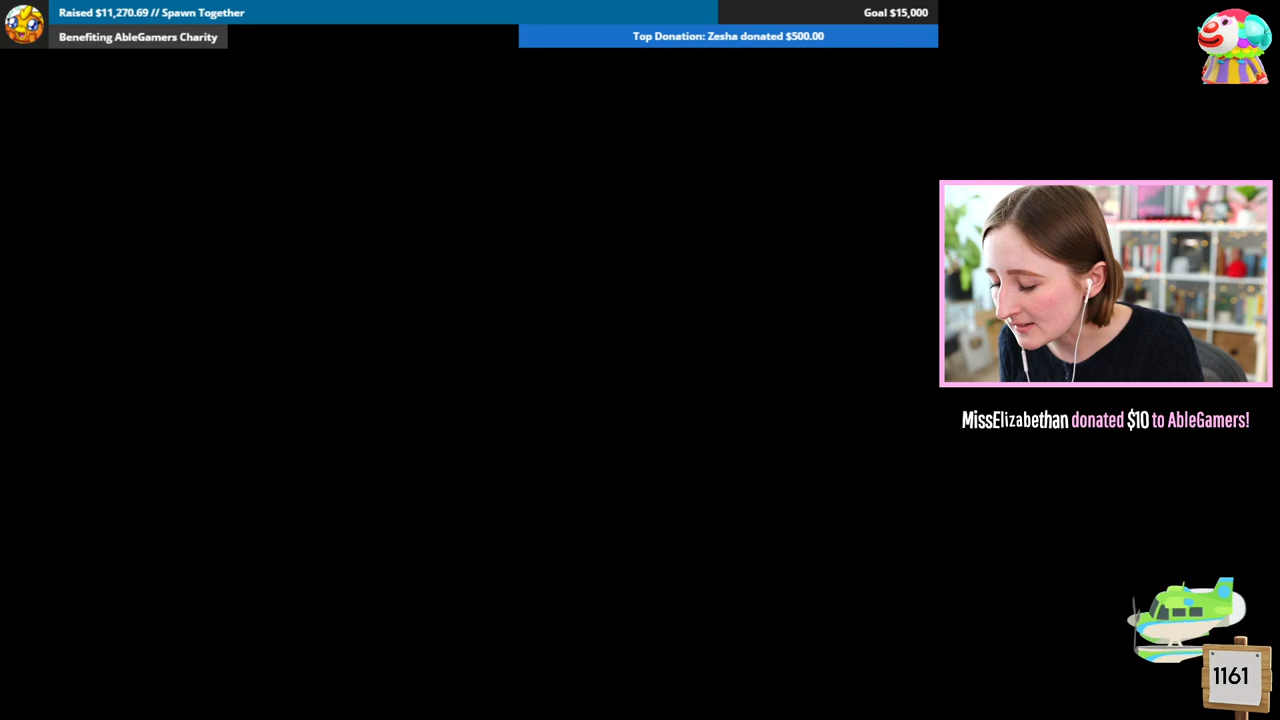 Raised $11,270.69 // Spawn Together
Goal $15,000
Benefiting AbleGamers Charity
Top Donation: Zesha donated $500.00
MissElizabethan donated $10 to AbleGamers!
1161